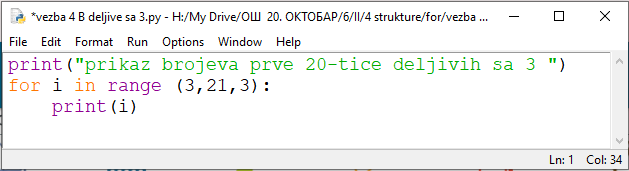 *vezba 4 B deljive sa 3.py - H:/My Drive/ОШ 20. ОКТОБАР/6/II/4 strukture/for/vezba ...
File Edit Format Run Options Window Help
print("prikaz brojeva prve 20-tice deljivih sa 3 ")
for i in range (3,21,3):
    print(i)
Ln: 1 Col: 34